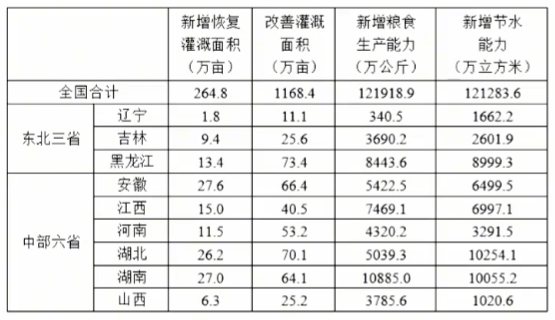 新增恢复灌溉面积（万亩） 改善灌溉面积（万亩） 新增粮食生产能力（万公斤） 新增节水能力（万立方米）
全国合计 264.8 1168.4 121918.9 121283.6
东北三省 辽宁 1.8 11.1 340.5 1662.2
吉林 9.4 25.6 3690.2 2601.9
黑龙江 13.4 73.4 8443.6 8999.3
中部六省 安徽 27.6 66.4 5422.5 6499.5
江西 15.0 40.5 7469.1 6997.1
河南 11.5 53.2 4320.2 3291.5
湖北 26.2 70.1 5039.3 10254.1
湖南 27.0 64.1 10885.0 10055.2
山西 6.3 25.2 3785.6 1020.6